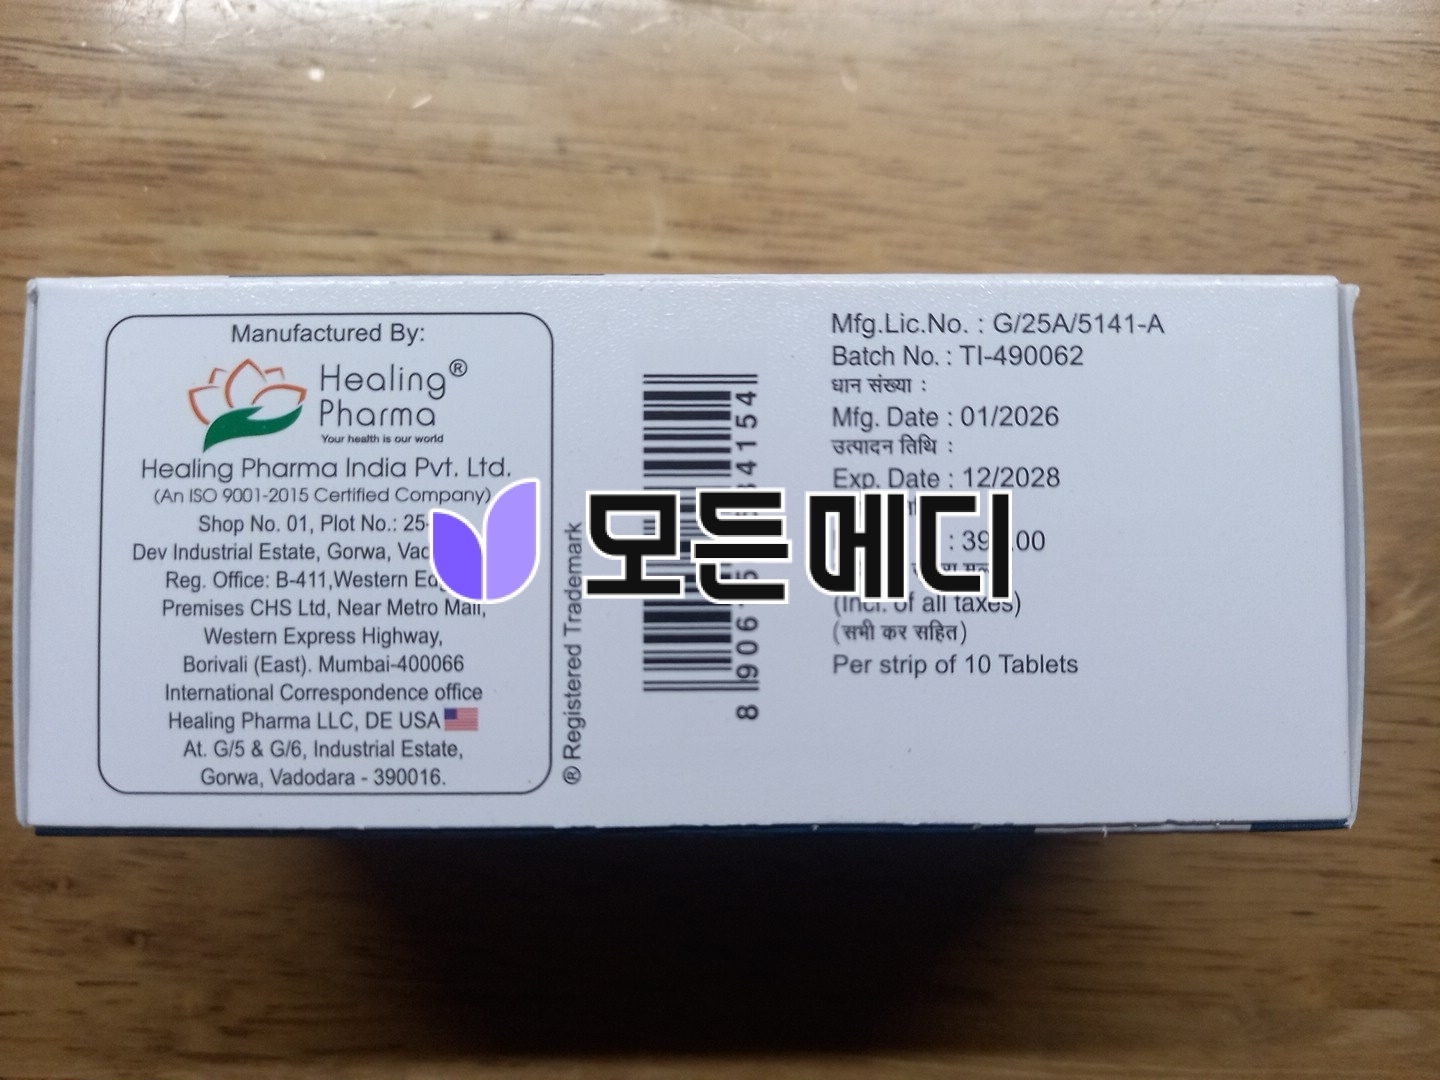 Manufactured By:
Healing®
Pharma
Your health is our world
Healing Pharma India Pvt. Ltd.
(An ISO 9001-2015 Certified Company)
Shop No. 01, Plot No.: 25-
Dev Industrial Estate, Gorwa,
Reg. Office: B-411,Western
Premises CHS Ltd, Near Metro Mall,
Western Express Highway,
Borivali (East). Mumbai-400066
International Correspondence office
Healing Pharma LLC, DE USA
At. G/5 & G/6, Industrial Estate,
Gorwa, Vadodara - 390016.
® Registered Trademark
모든메디
Mfg.Lic.No. : G/25A/5141-A
Batch No. : TI-490062
धान संख्या :
Mfg. Date : 01/2026
उत्पादन तिथि :
Exp. Date : 12/2028
(Incl. of all taxes)
(सभी कर सहित)
Per strip of 10 Tablets